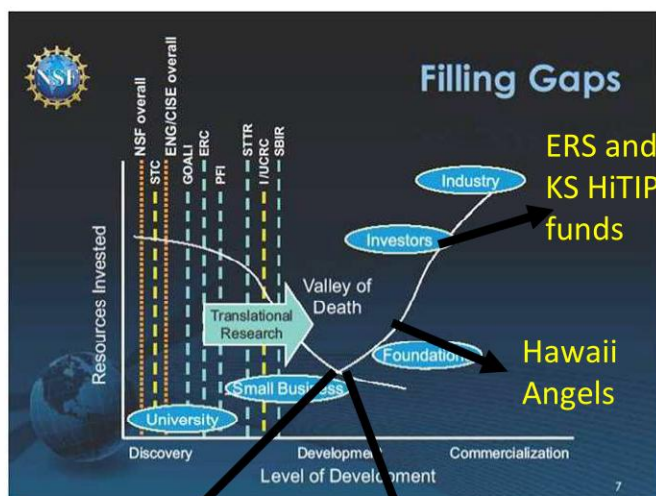 NSF
Filling Gaps
NSF overall
STC
ENG/CISE overall
GOALI
ERC
PFI
STTR
I/UCRC
SBIR
ERS and
KS HiTIP
funds
Industry
Investors
Valley of
Death
Translational
Research
Resources Invested
Foundation
Hawaii
Angels
Small Business
University
Discovery
Development
Commercialization
Level of Development
7